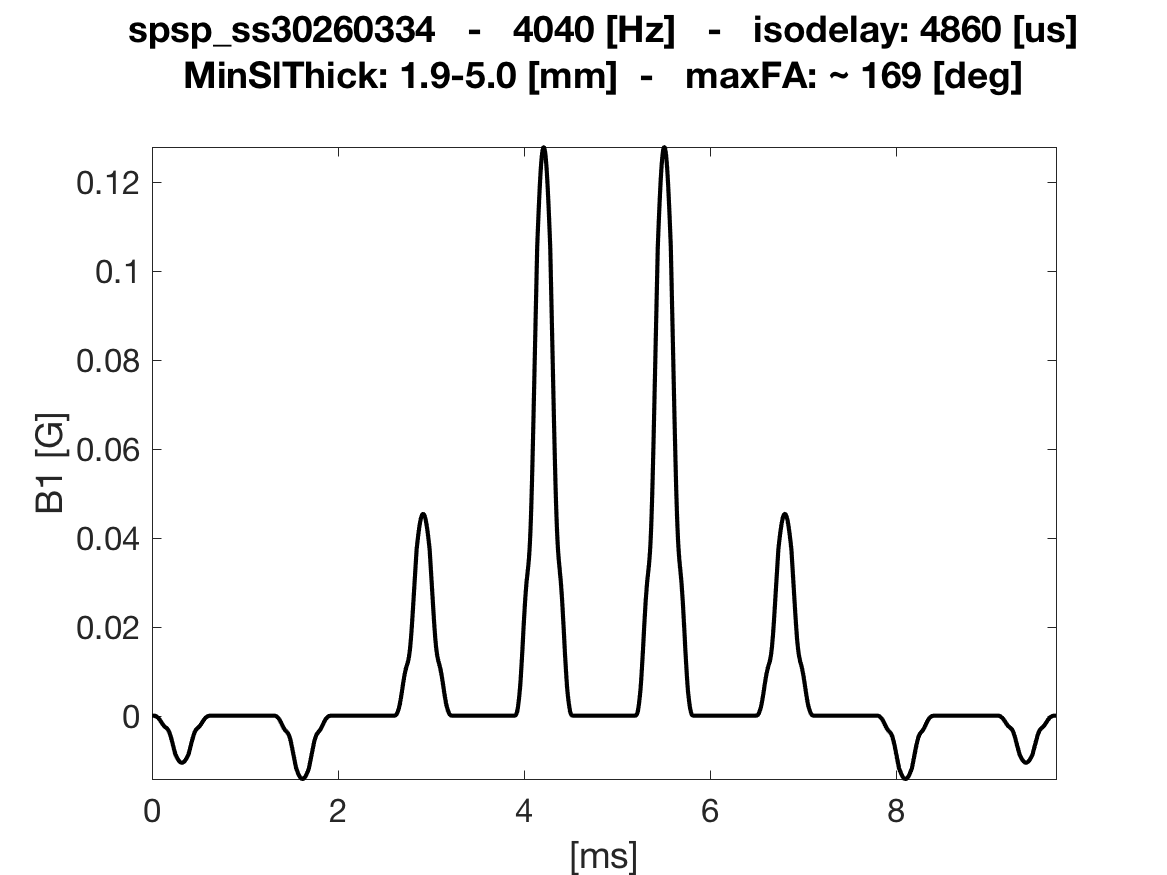 spsp_ss30260334 - 4040 [Hz] - isodelay: 4860 [us]
MinSlThick: 1.9-5.0 [mm] - maxFA: ~ 169 [deg]
0.12
0.1
0.08
0.06
0.04
0.02
0
B1 [G]
0 2 4 6 8
[ms]